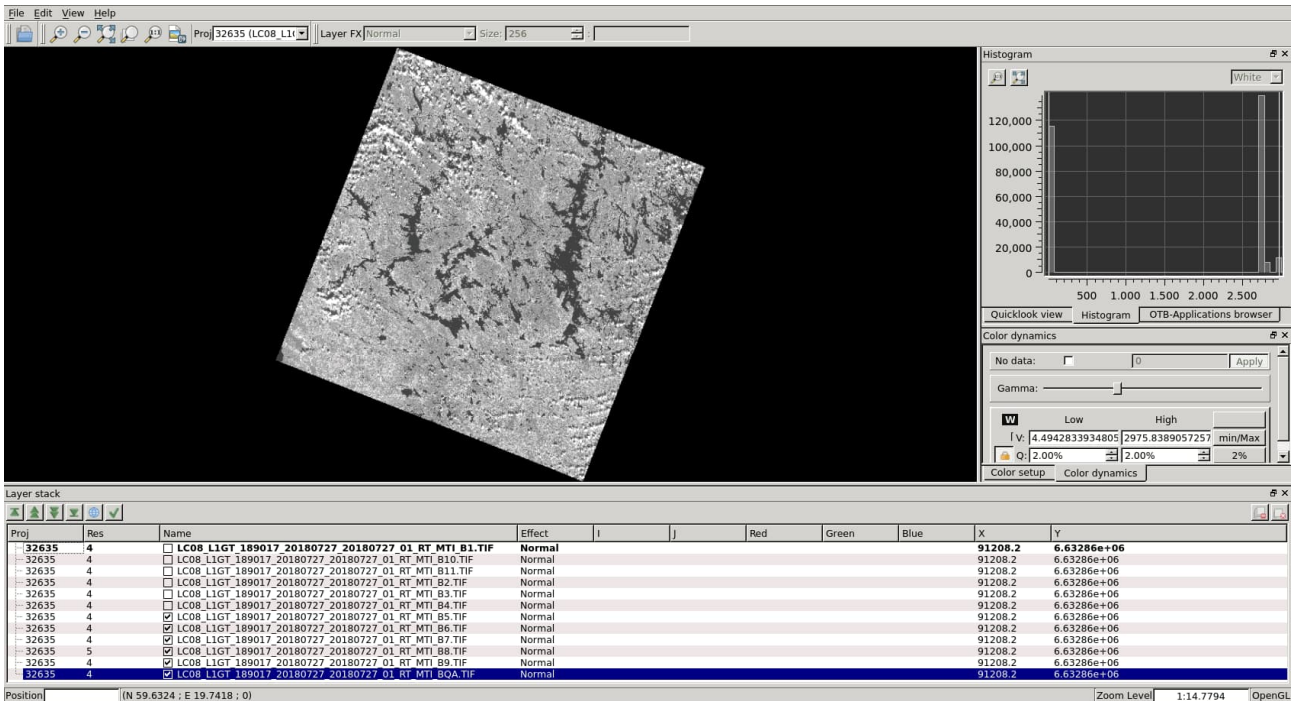 File Edit View Help
Proj 32635 (LC08_L1( Layer FX Normal Size: 256 :
Histogram
White
120,000
100,000
80,000
60,000
40,000
20,000
0
500 1.000 1.500 2.000 2.500
Quicklook view Histogram OTB-Applications browser
Color dynamics
No data: 0 Apply
Gamma:
W Low High
V: 4.4942833934805 2975.8389057257 min/Max
Q: 2.00% 2.00% 2%
Color setup Color dynamics
Layer stack
Proj Res Name Effect I J Red Green Blue X Y
32635 4 LC08_L1GT_189017_20180727_20180727_01_RT_MTI_B1.TIF Normal 91208.2 6.63286e+06
32635 4 LC08_L1GT_189017_20180727_20180727_01_RT_MTI_B10.TIF Normal 91208.2 6.63286e+06
32635 4 LC08_L1GT_189017_20180727_20180727_01_RT_MTI_B11.TIF Normal 91208.2 6.63286e+06
32635 4 LC08_L1GT_189017_20180727_20180727_01_RT_MTI_B2.TIF Normal 91208.2 6.63286e+06
32635 4 LC08_L1GT_189017_20180727_20180727_01_RT_MTI_B3.TIF Normal 91208.2 6.63286e+06
32635 4 LC08_L1GT_189017_20180727_20180727_01_RT_MTI_B4.TIF Normal 91208.2 6.63286e+06
32635 4 LC08_L1GT_189017_20180727_20180727_01_RT_MTI_B5.TIF Normal 91208.2 6.63286e+06
32635 4 LC08_L1GT_189017_20180727_20180727_01_RT_MTI_B6.TIF Normal 91208.2 6.63286e+06
32635 4 LC08_L1GT_189017_20180727_20180727_01_RT_MTI_B7.TIF Normal 91208.2 6.63286e+06
32635 5 LC08_L1GT_189017_20180727_20180727_01_RT_MTI_B8.TIF Normal 91208.2 6.63286e+06
32635 4 LC08_L1GT_189017_20180727_20180727_01_RT_MTI_B9.TIF Normal 91208.2 6.63286e+06
32635 4 LC08_L1GT_189017_20180727_20180727_01_RT_MTI_BQA.TIF Normal 91208.2 6.63286e+06
Position (N 59.6324 ; E 19.7418 ; 0) Zoom Level 1:14.7794 OpenGL